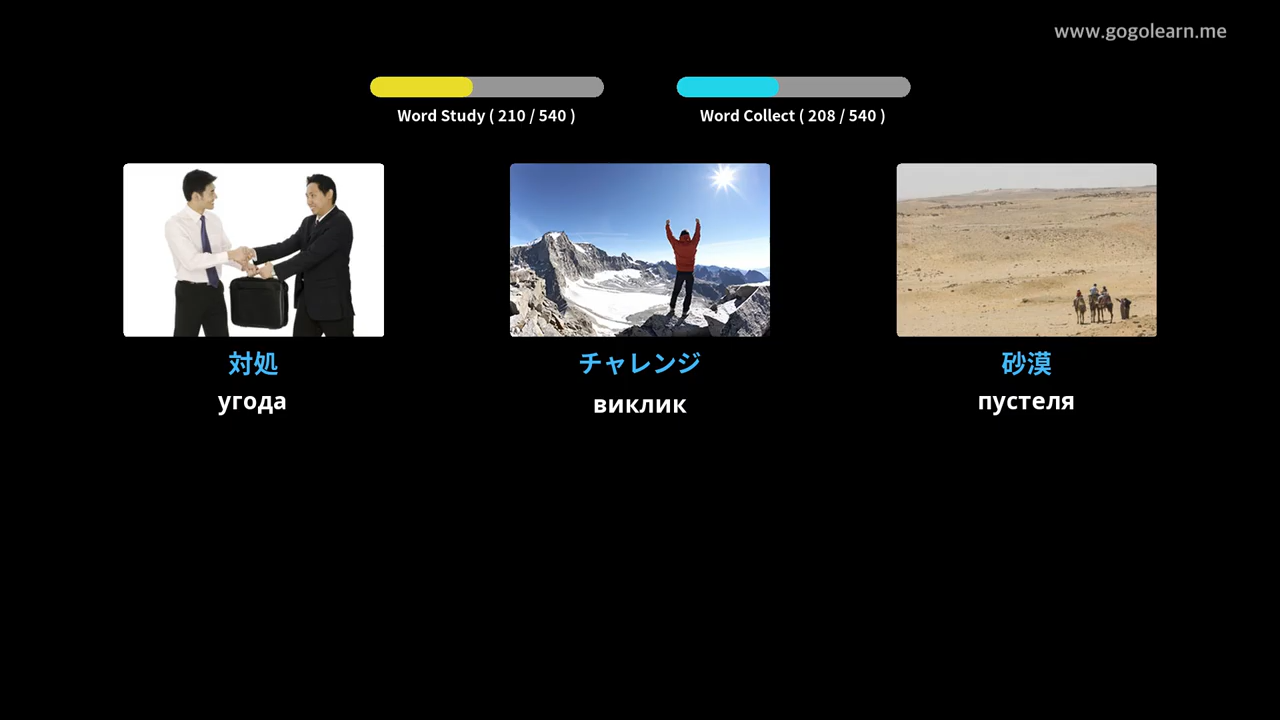 www.gogolearn.me
Word Study ( 210 / 540 )
Word Collect ( 208 / 540 )
対処
угода
チャレンジ
виклик
砂漠
пустеля